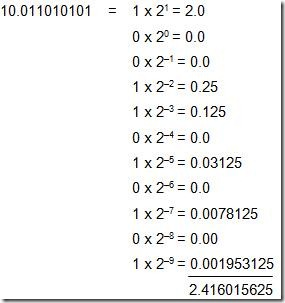 10.011010101 = 1 x 2¹ = 2.0
0 x 2⁰ = 0.0
0 x 2⁻¹ = 0.0
1 x 2⁻² = 0.25
1 x 2⁻³ = 0.125
0 x 2⁻⁴ = 0.0
1 x 2⁻⁵ = 0.03125
0 x 2⁻⁶ = 0.0
1 x 2⁻⁷ = 0.0078125
0 x 2⁻⁸ = 0.00
1 x 2⁻⁹ = 0.001953125
2.416015625